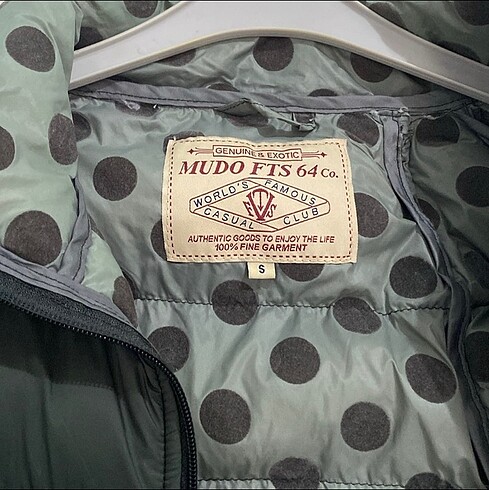 GENUINE & EXOTIC
MUDO FTS 64 Co.
WORLD'S FAMOUS
FTS
CASUAL CLUB
AUTHENTIC GOODS TO ENJOY THE LIFE
100% FINE GARMENT
S